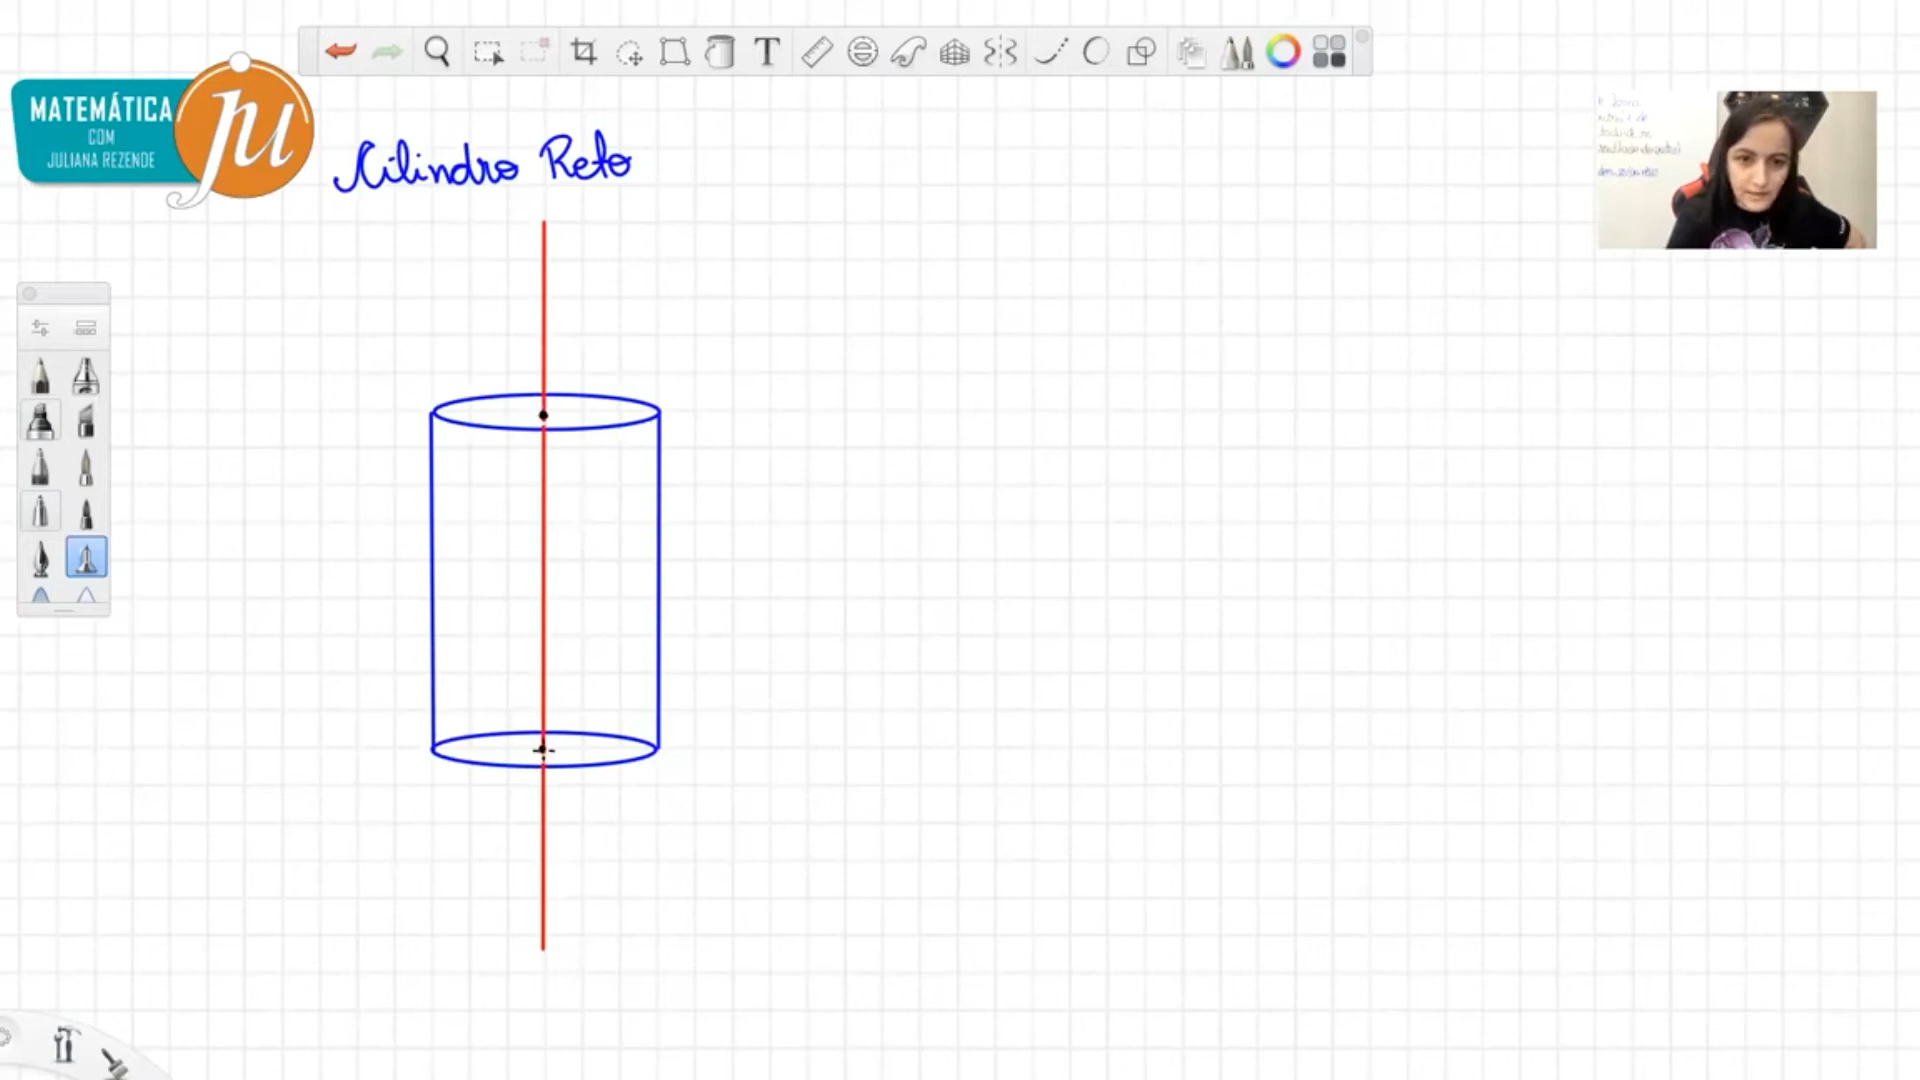 MATEMÁTICA
COM
JULIANA REZENDE
ju
Cilindro Reto